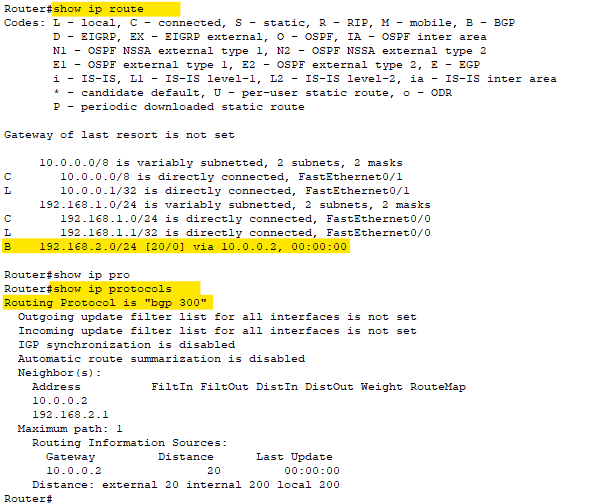 Router#show ip route
Codes: L - local, C - connected, S - static, R - RIP, M - mobile, B - BGP
       D - EIGRP, EX - EIGRP external, O - OSPF, IA - OSPF inter area
       N1 - OSPF NSSA external type 1, N2 - OSPF NSSA external type 2
       E1 - OSPF external type 1, E2 - OSPF external type 2, E - EGP
       i - IS-IS, L1 - IS-IS level-1, L2 - IS-IS level-2, ia - IS-IS inter area
       * - candidate default, U - per-user static route, o - ODR
       P - periodic downloaded static route

Gateway of last resort is not set

     10.0.0.0/8 is variably subnetted, 2 subnets, 2 masks
C       10.0.0.0/8 is directly connected, FastEthernet0/1
L       10.0.0.1/32 is directly connected, FastEthernet0/1
     192.168.1.0/24 is variably subnetted, 2 subnets, 2 masks
C       192.168.1.0/24 is directly connected, FastEthernet0/0
L       192.168.1.1/32 is directly connected, FastEthernet0/0
B    192.168.2.0/24 [20/0] via 10.0.0.2, 00:00:00

Router#show ip pro
Router#show ip protocols
Routing Protocol is "bgp 300"
  Outgoing update filter list for all interfaces is not set
  Incoming update filter list for all interfaces is not set
  IGP synchronization is disabled
  Automatic route summarization is disabled
  Neighbor(s):
    Address          FiltIn FiltOut DistIn DistOut Weight RouteMap
    10.0.0.2
    192.168.2.1
  Maximum path: 1
    Routing Information Sources:
      Gateway         Distance      Last Update
      10.0.0.2              20         00:00:00
    Distance: external 20 internal 200 local 200
Router#